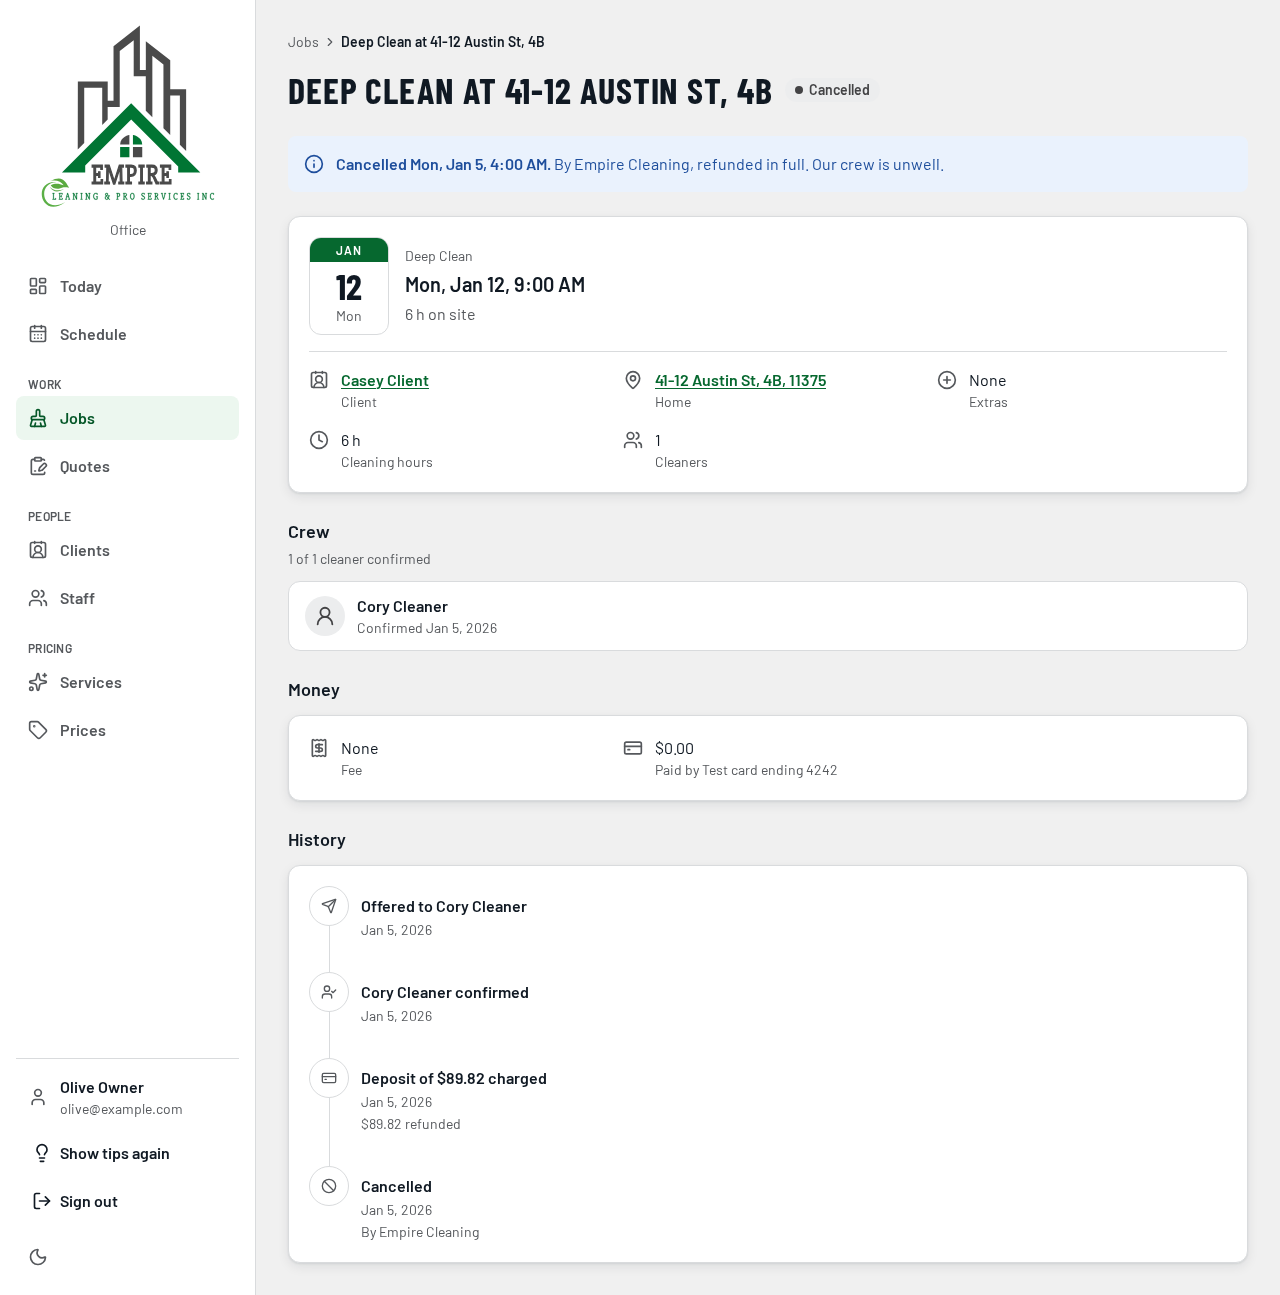 EMPIRE
CLEANING & PRO SERVICES INC
Office
Today
Schedule
WORK
Jobs
Quotes
PEOPLE
Clients
Staff
PRICING
Services
Prices
Olive Owner
olive@example.com
Show tips again
Sign out
Jobs > Deep Clean at 41-12 Austin St, 4B
DEEP CLEAN AT 41-12 AUSTIN ST, 4B
Cancelled
Cancelled Mon, Jan 5, 4:00 AM. By Empire Cleaning, refunded in full. Our crew is unwell.
JAN
12
Mon
Deep Clean
Mon, Jan 12, 9:00 AM
6 h on site
Casey Client
Client
41-12 Austin St, 4B, 11375
Home
None
Extras
6 h
Cleaning hours
1
Cleaners
Crew
1 of 1 cleaner confirmed
Cory Cleaner
Confirmed Jan 5, 2026
Money
None
Fee
$0.00
Paid by Test card ending 4242
History
Offered to Cory Cleaner
Jan 5, 2026
Cory Cleaner confirmed
Jan 5, 2026
Deposit of $89.82 charged
Jan 5, 2026
$89.82 refunded
Cancelled
Jan 5, 2026
By Empire Cleaning